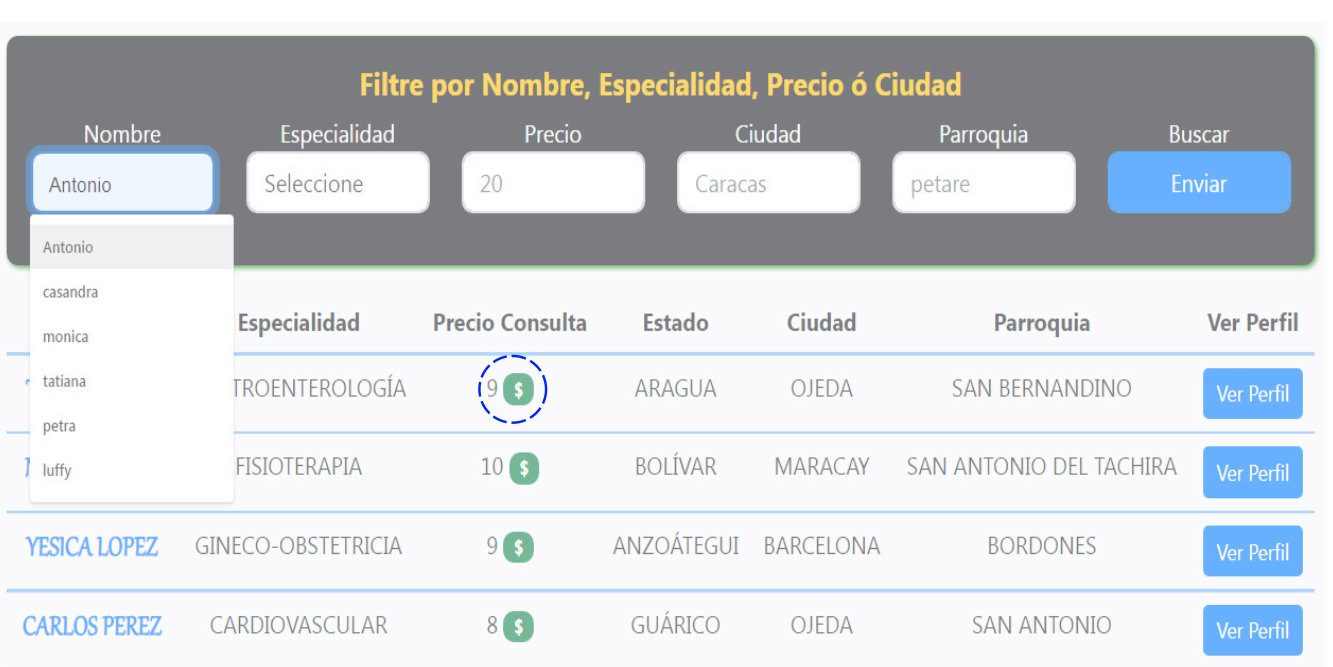 Filtre por Nombre, Especialidad, Precio ó Ciudad
Nombre Especialidad Precio Ciudad Parroquia Buscar
Antonio Seleccione 20 Caracas petare Enviar
Antonio
casandra
monica
tatiana
petra
luffy
Especialidad Precio Consulta Estado Ciudad Parroquia Ver Perfil
TROENTEROLOGÍA 9 $ ARAGUA OJEDA SAN BERNANDINO Ver Perfil
FISIOTERAPIA 10 $ BOLÍVAR MARACAY SAN ANTONIO DEL TACHIRA Ver Perfil
YESICA LOPEZ GINECO-OBSTETRICIA 9 $ ANZOÁTEGUI BARCELONA BORDONES Ver Perfil
CARLOS PEREZ CARDIOVASCULAR 8 $ GUÁRICO OJEDA SAN ANTONIO Ver Perfil